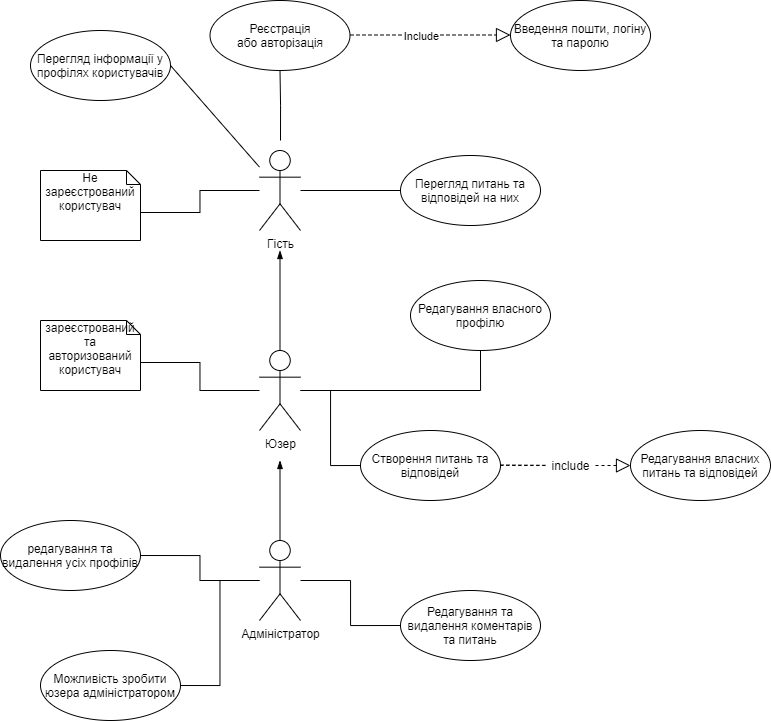 Реєстрація
або авторізація
Include
Введення пошти, логіну
та паролю
Перегляд інформації у
профілях користувачів
Не
зареєстрований
користувач
Перегляд питань та
відповідей на них
Гість
Редагування власного
профілю
зареєстрований
та
авторизований
користувач
Юзер
Створення питань та
відповідей
include
Редагування власних
питань та відповідей
редагування та
видалення усіх профілів
Адміністратор
Редагування та
видалення коментарів
та питань
Можливість зробити
юзера адміністратором